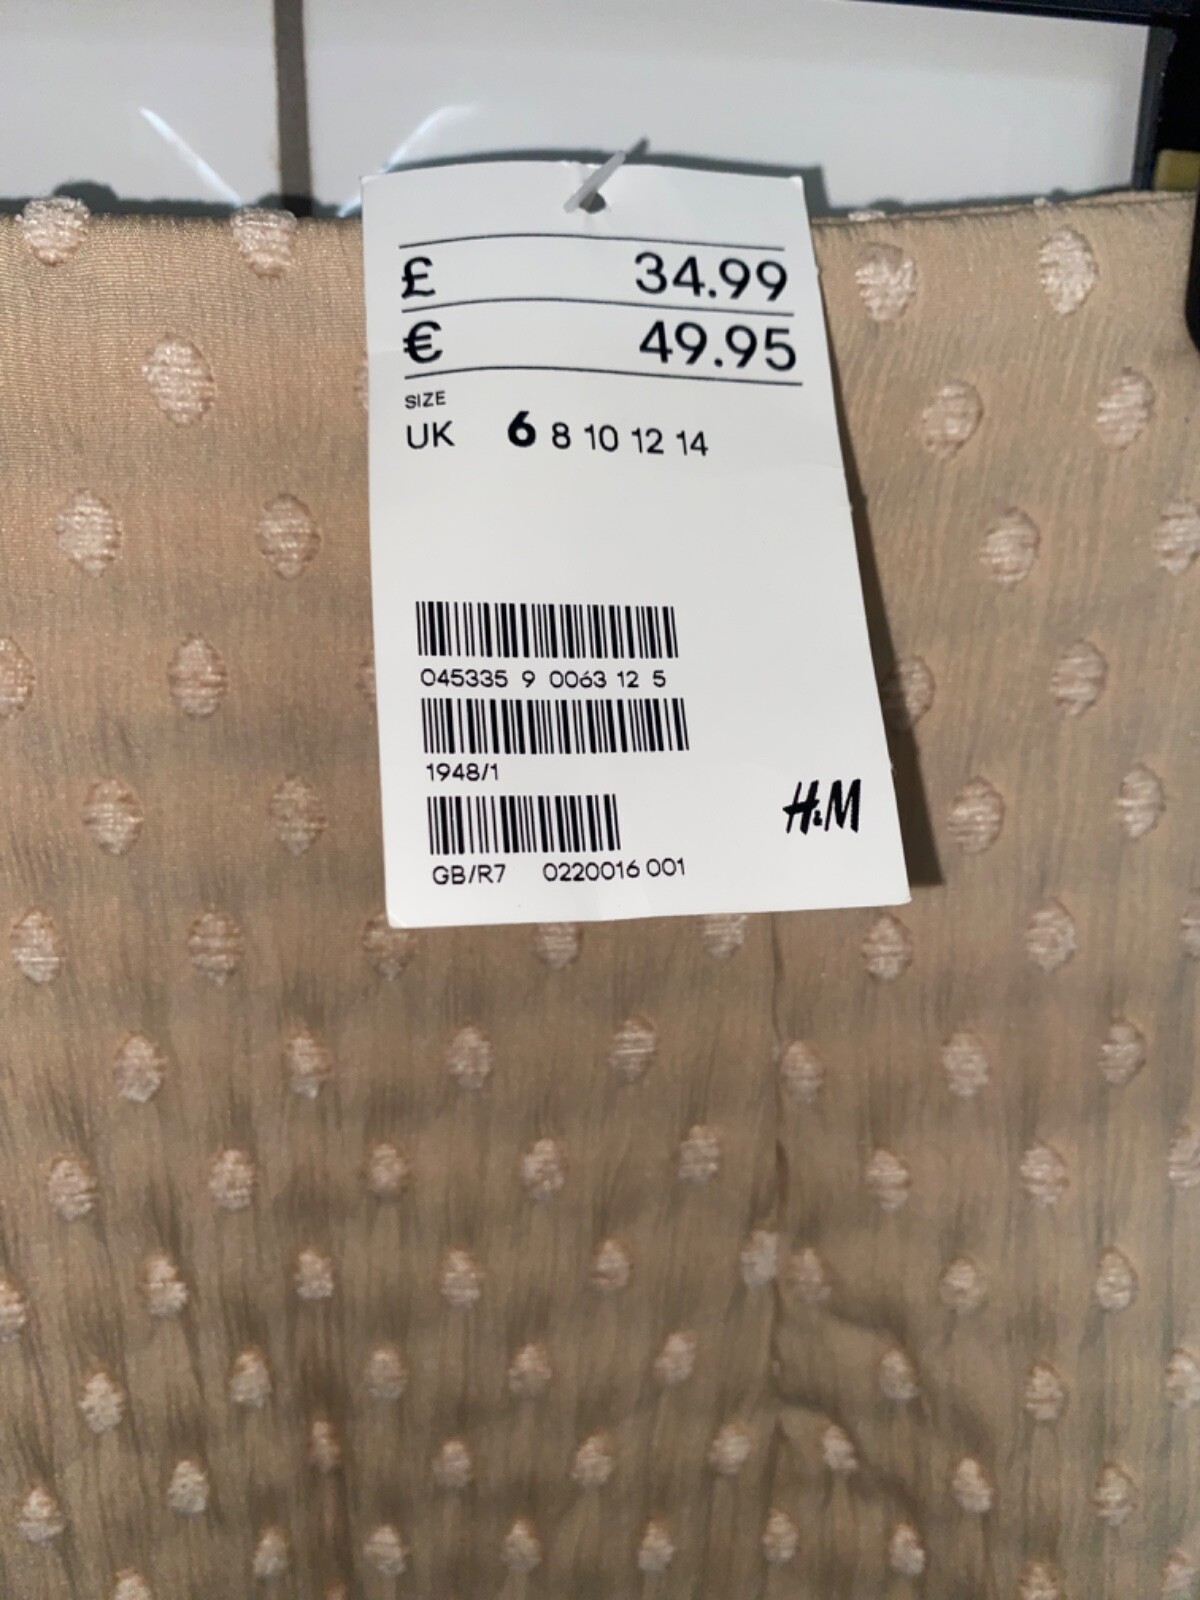 £ 34.99
€ 49.95
SIZE
UK 6 8 10 12 14
045335 9 0063 12 5
1948/1
H&M
GB/R7 0220016 001